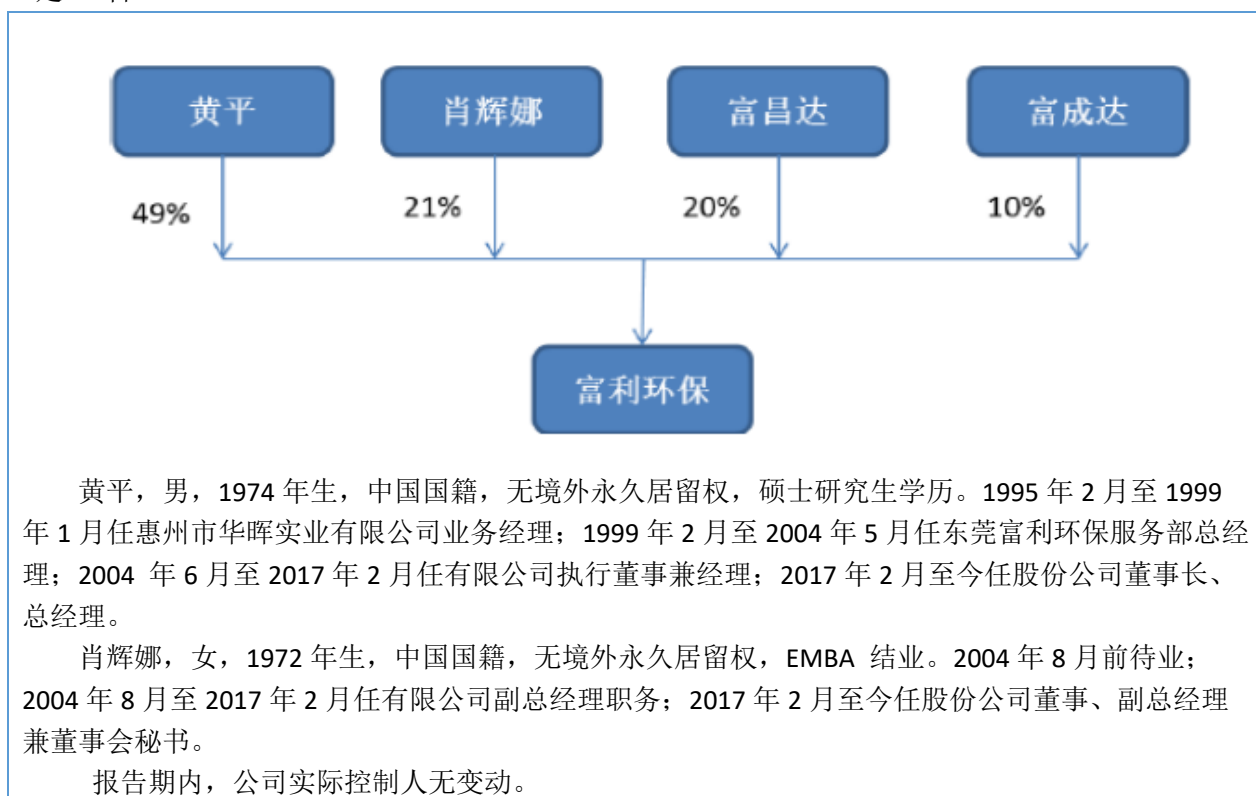 黄平 肖辉娜 富昌达 富成达
49% 21% 20% 10%
富利环保
黄平，男，1974 年生，中国国籍，无境外永久居留权，硕士研究生学历。1995 年 2 月至 1999
年 1 月任惠州市华晖实业有限公司业务经理；1999 年 2 月至 2004 年 5 月任东莞富利环保服务部总经
理；2004 年 6 月至 2017 年 2 月任有限公司执行董事兼经理；2017 年 2 月至今任股份公司董事长、
总经理。
肖辉娜，女，1972 年生，中国国籍，无境外永久居留权，EMBA 结业。2004 年 8 月前待业；
2004 年 8 月至 2017 年 2 月任有限公司副总经理职务；2017 年 2 月至今任股份公司董事、副总经理
兼董事会秘书。
报告期内，公司实际控制人无变动。